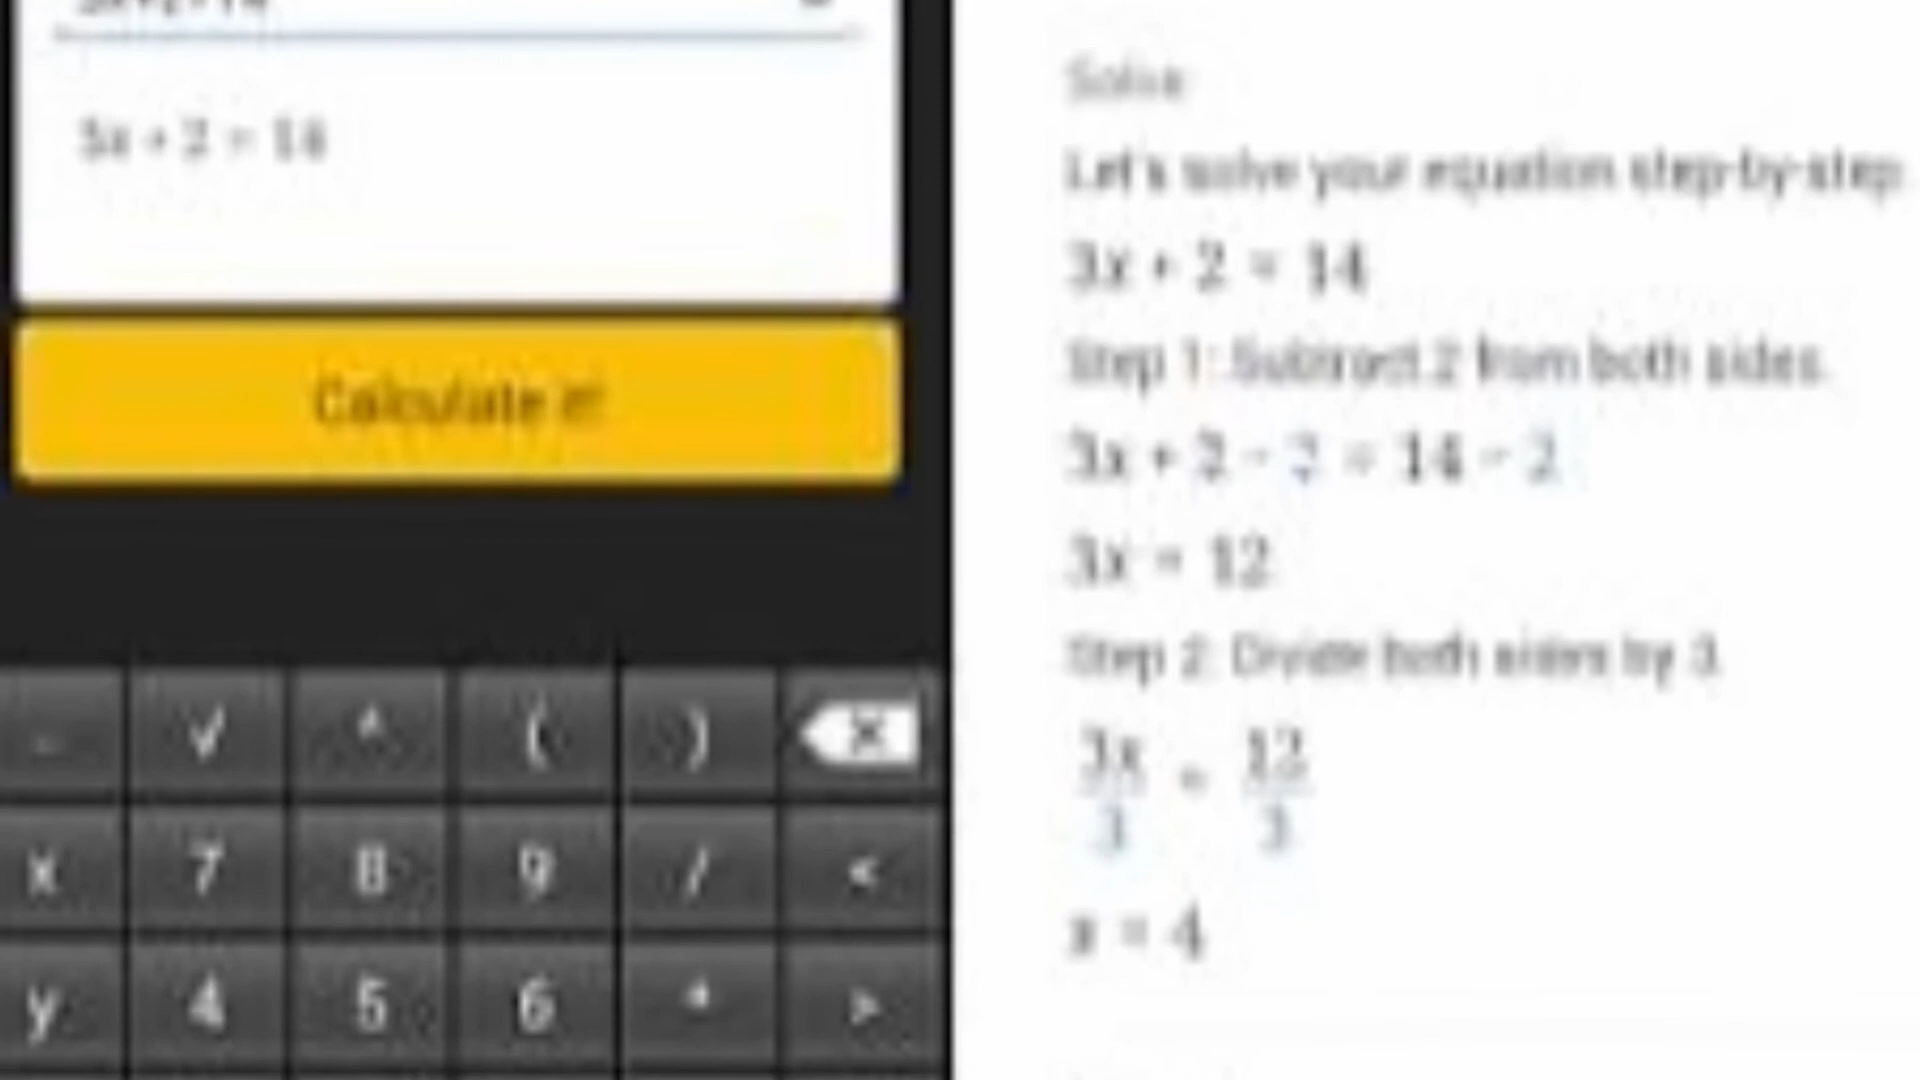 3x + 2 = 14
Calculate it!
√ ^ ( )
x 7 8 9 / <
y 4 5 6 * >
Solve
Let's solve your equation step-by-step.
3x + 2 = 14
Step 1: Subtract 2 from both sides.
3x + 2 - 2 = 14 - 2
3x = 12
Step 2: Divide both sides by 3.
3x/3 = 12/3
x = 4